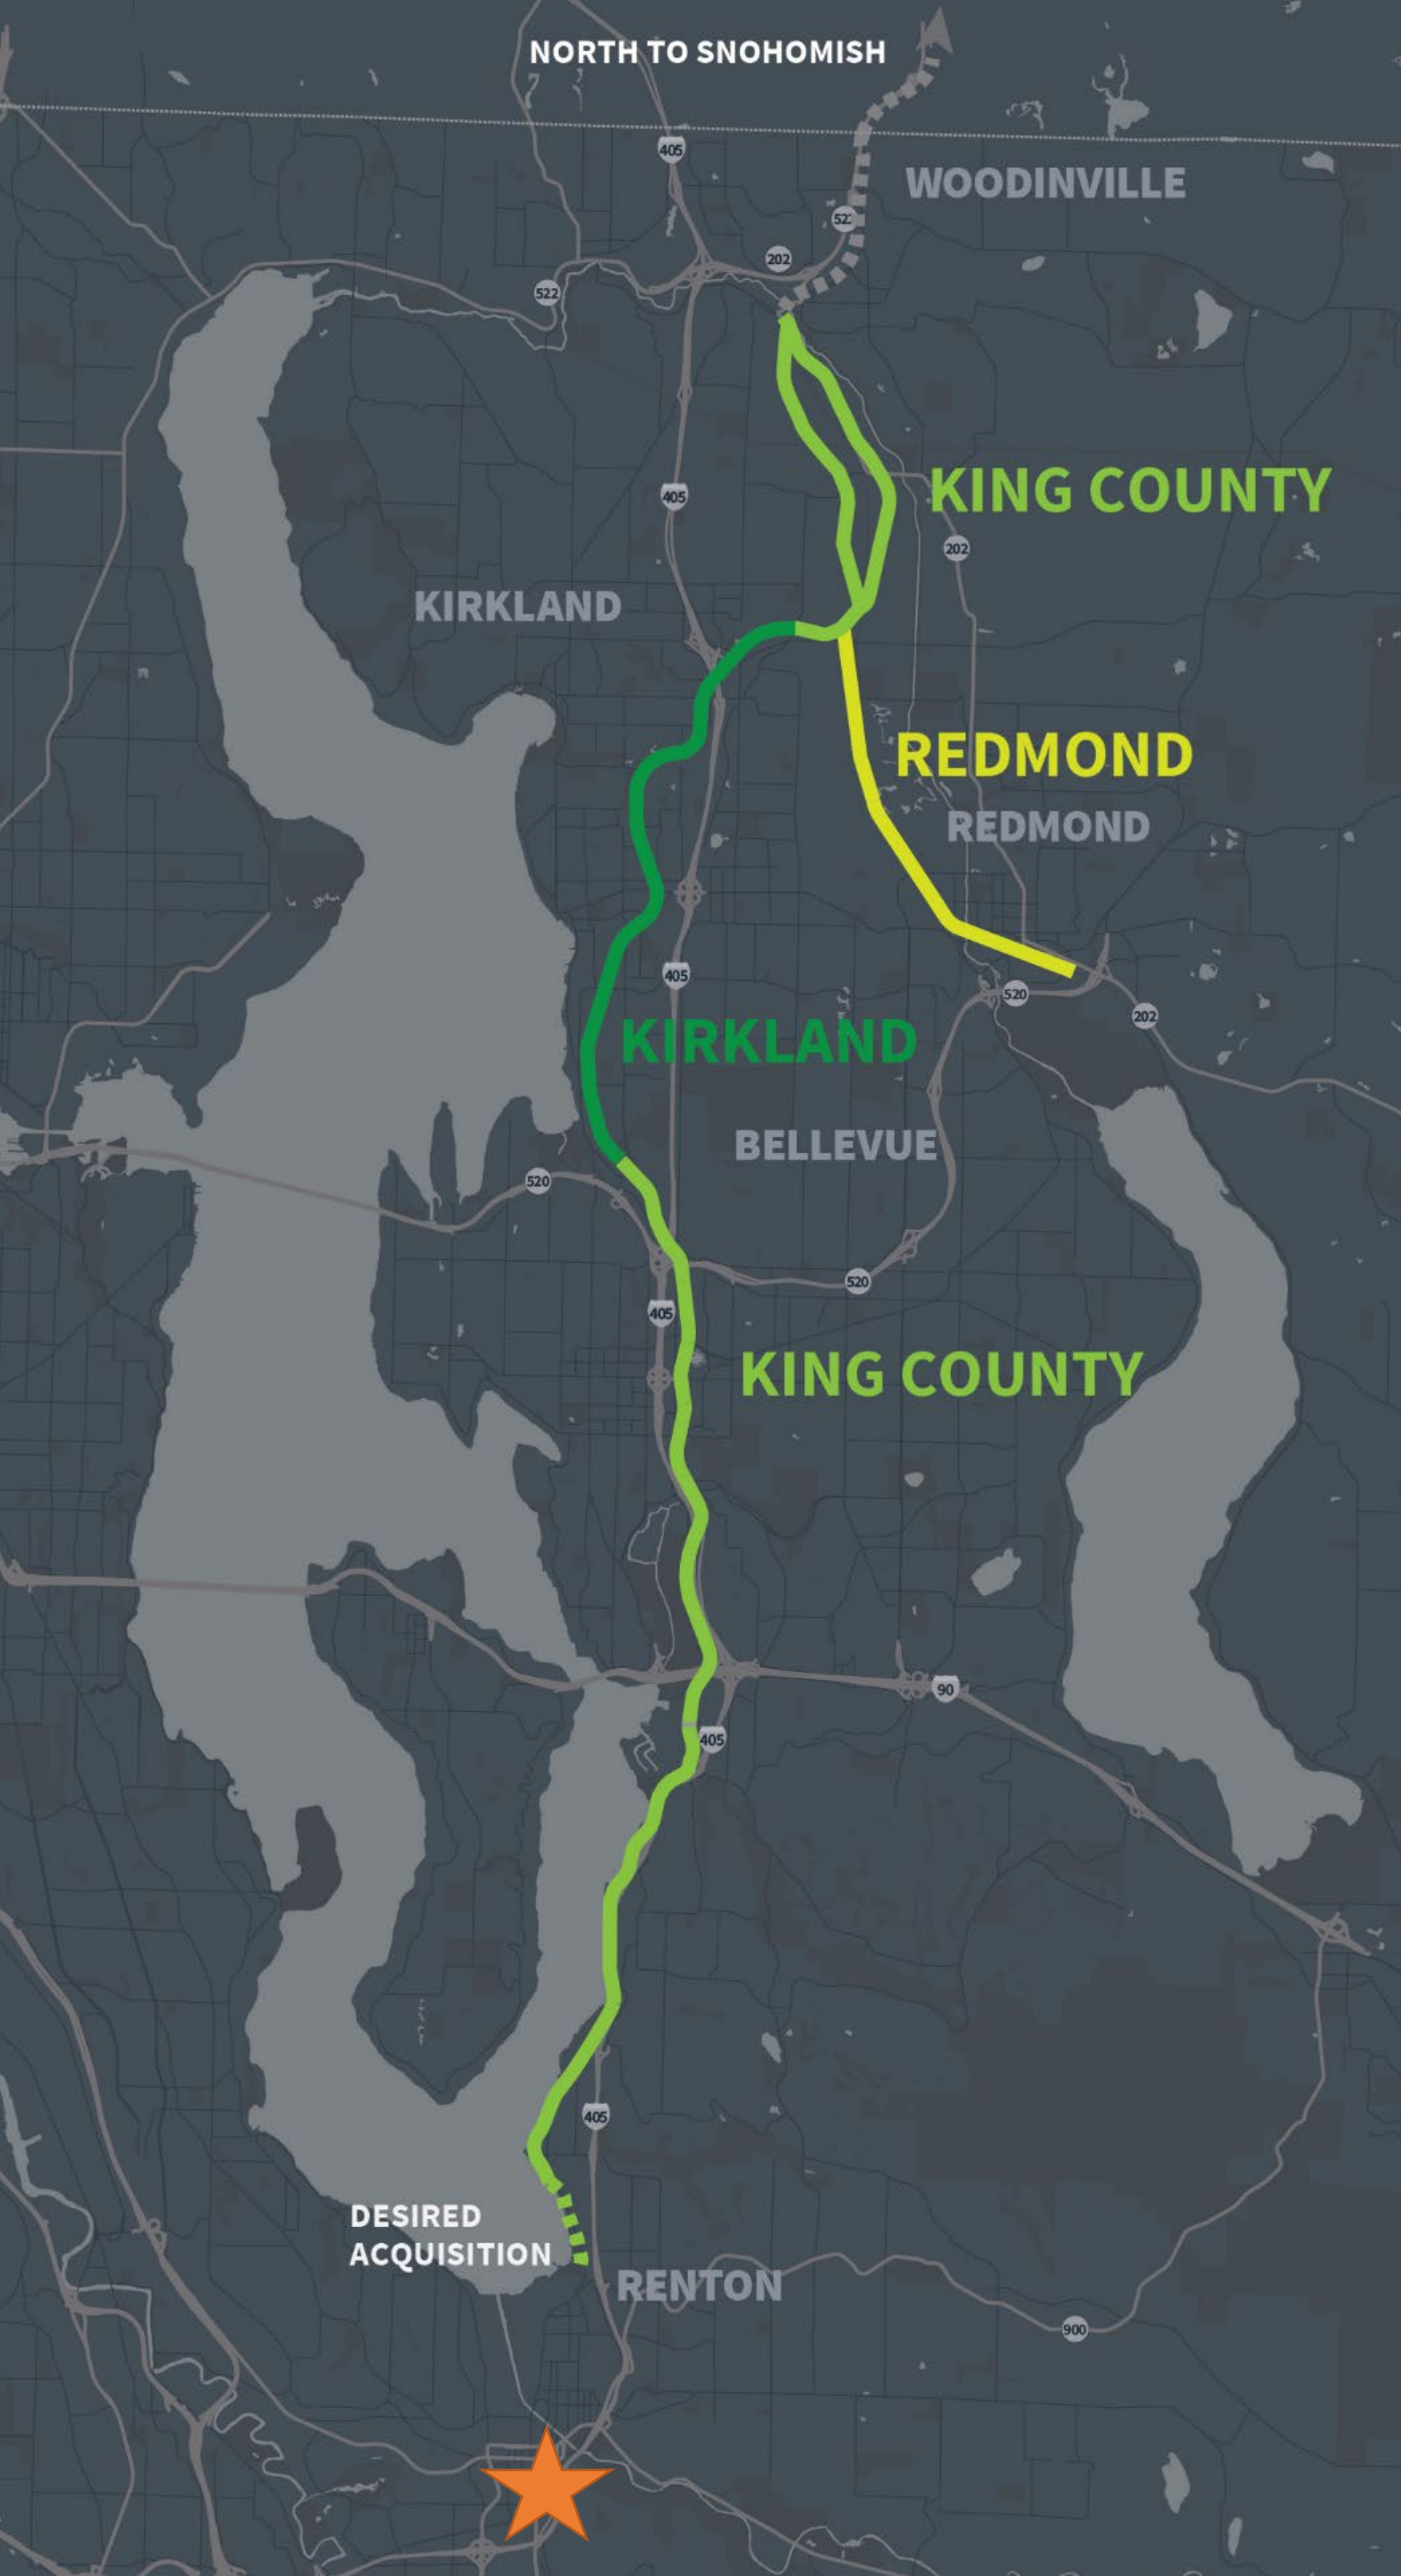 NORTH TO SNOHOMISH
405
WOODINVILLE
522
202
522
KING COUNTY
405
202
KIRKLAND
REDMOND
REDMOND
405
520
202
KIRKLAND
BELLEVUE
520
520
405
KING COUNTY
90
405
405
DESIRED
ACQUISITION
RENTON
900